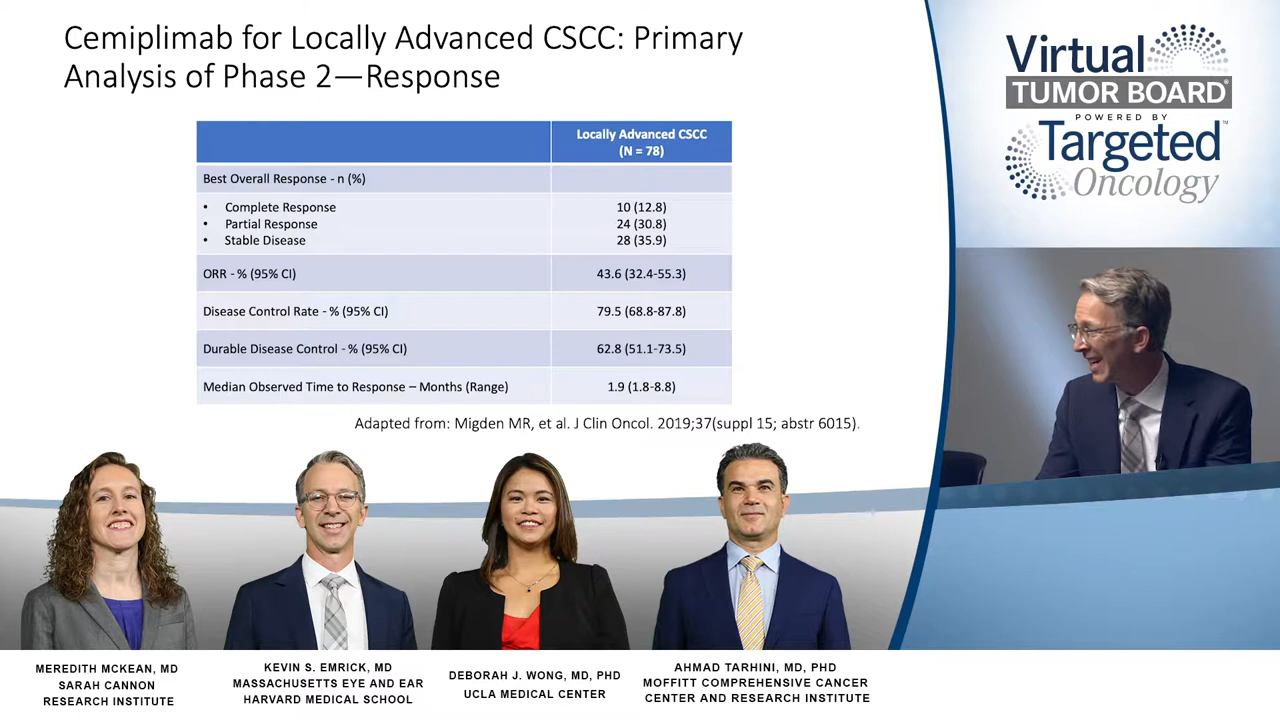 Cemiplimab for Locally Advanced CSCC: Primary
Analysis of Phase 2—Response
Locally Advanced CSCC
(N = 78)
Best Overall Response - n (%)
• Complete Response 10 (12.8)
• Partial Response 24 (30.8)
• Stable Disease 28 (35.9)
ORR - % (95% CI) 43.6 (32.4-55.3)
Disease Control Rate - % (95% CI) 79.5 (68.8-87.8)
Durable Disease Control - % (95% CI) 62.8 (51.1-73.5)
Median Observed Time to Response – Months (Range) 1.9 (1.8-8.8)
Adapted from: Migden MR, et al. J Clin Oncol. 2019;37(suppl 15; abstr 6015).
Virtual
TUMOR BOARD®
POWERED BY
Targeted™
Oncology
MEREDITH MCKEAN, MD
SARAH CANNON
RESEARCH INSTITUTE
KEVIN S. EMRICK, MD
MASSACHUSETTS EYE AND EAR
HARVARD MEDICAL SCHOOL
DEBORAH J. WONG, MD, PHD
UCLA MEDICAL CENTER
AHMAD TARHINI, MD, PHD
MOFFITT COMPREHENSIVE CANCER
CENTER AND RESEARCH INSTITUTE